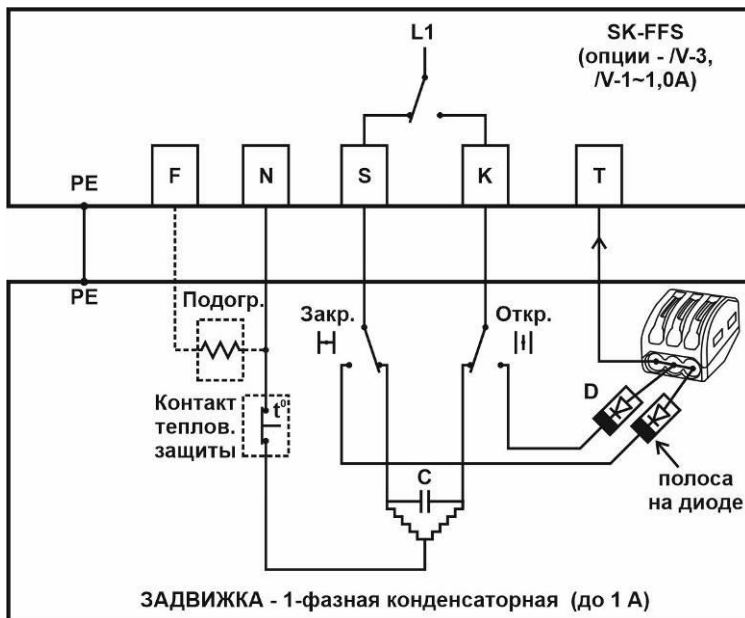 L1
SK-FFS
(опции - /V-3,
/V-1~1,0А)
PE
F
N
S
K
T
PE
Подогр.
Закр.
Откр.
Контакт
теплов.
защиты
t⁰
D
C
полоса
на диоде
ЗАДВИЖКА - 1-фазная конденсаторная (до 1 А)